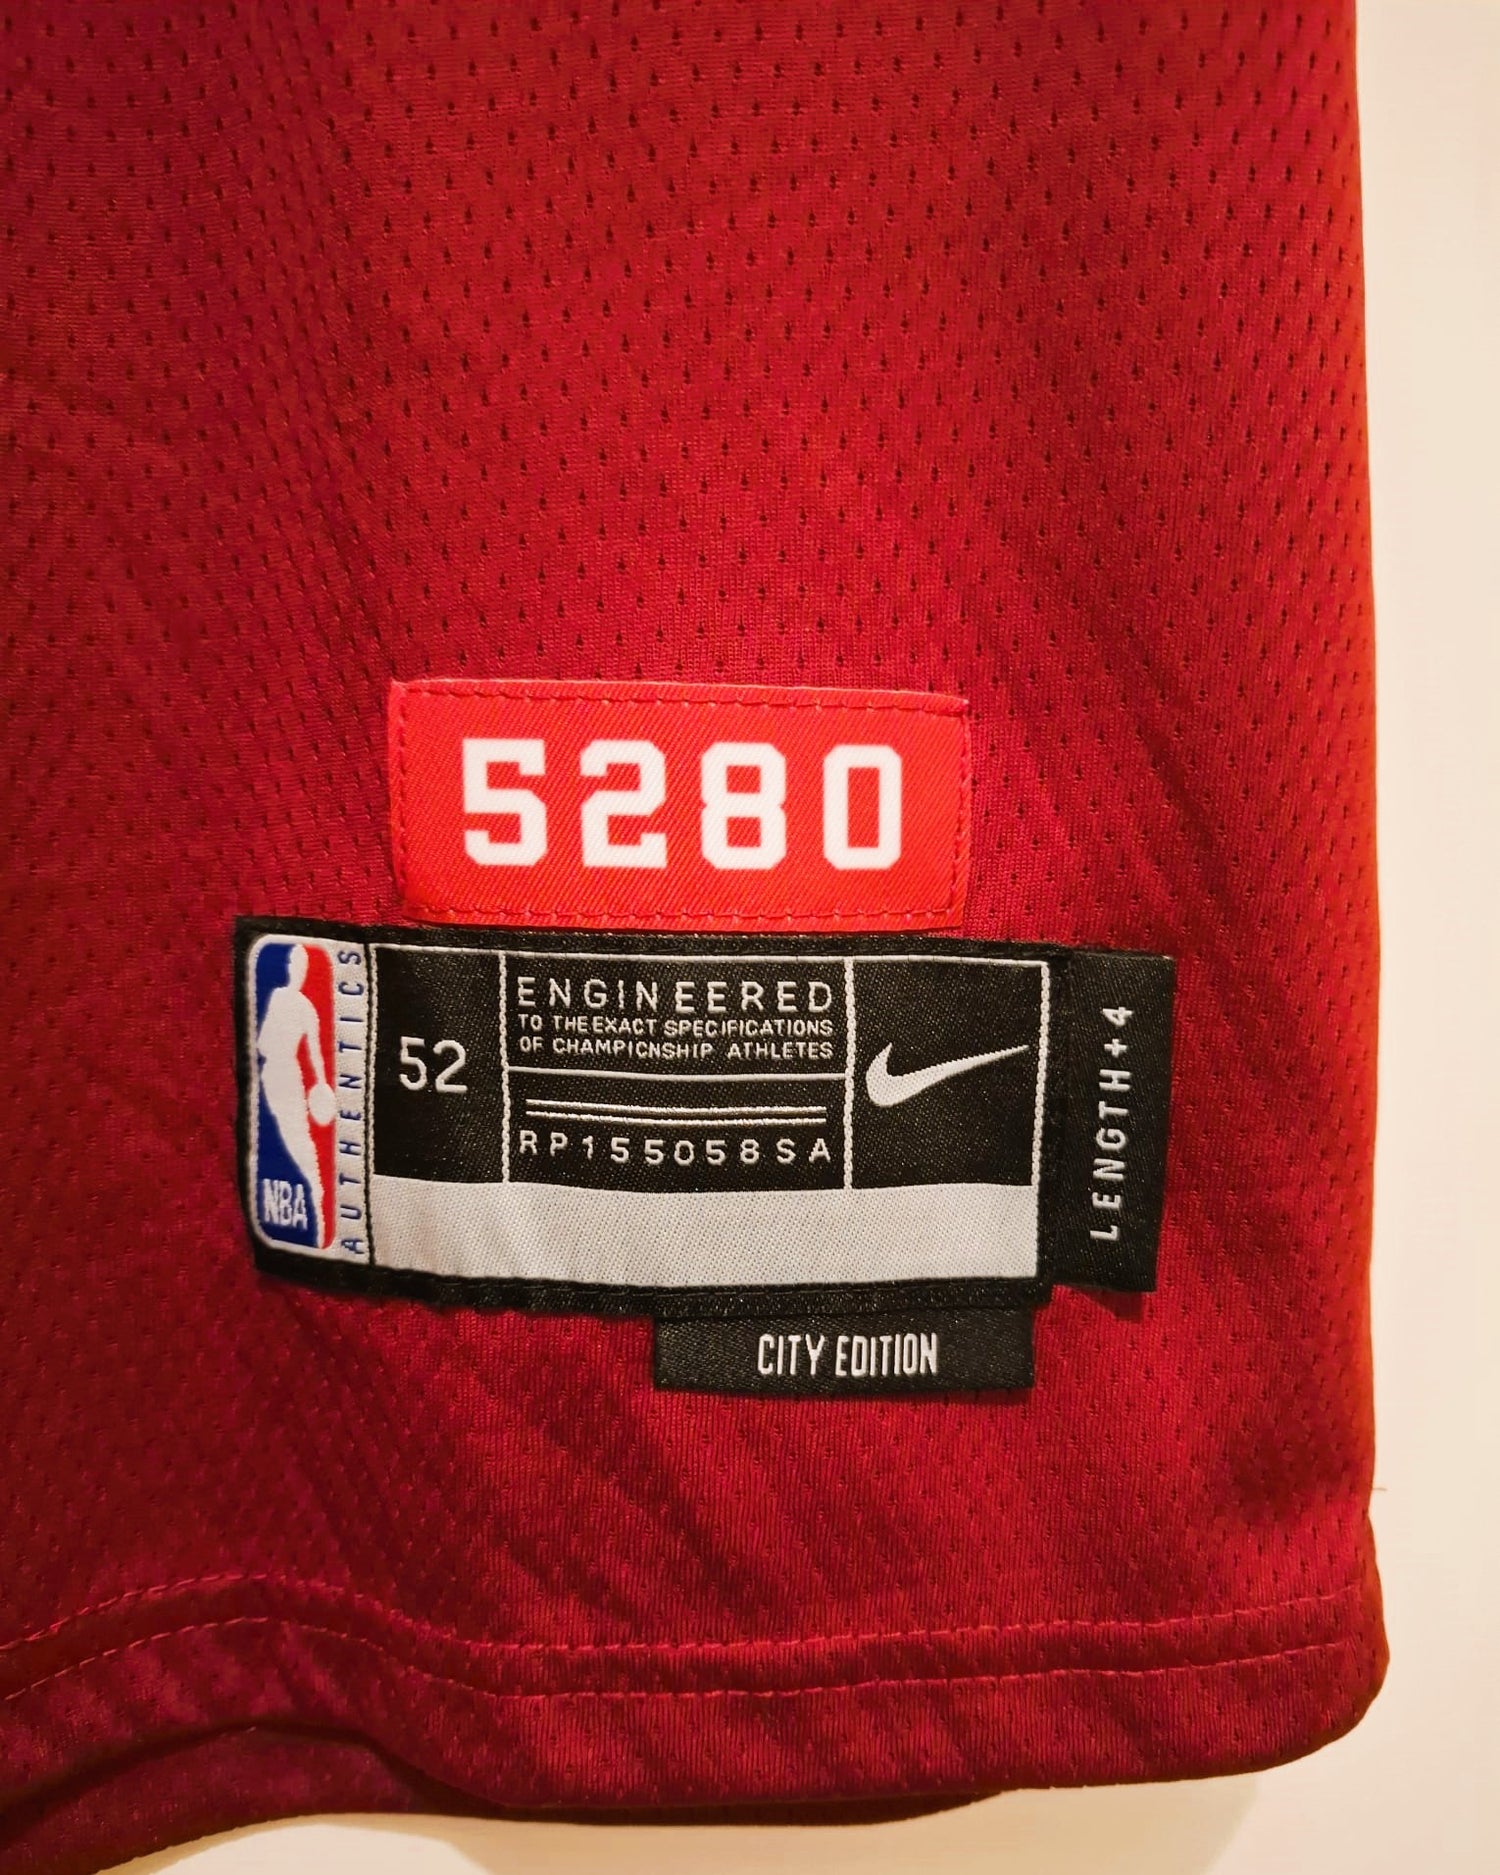 5280
NBA
AUTHENTICS
52
ENGINEERED
TO THE EXACT SPECIFICATIONS
OF CHAMPIONSHIP ATHLETES
RP155058SA
LENGTH+4
CITY EDITION